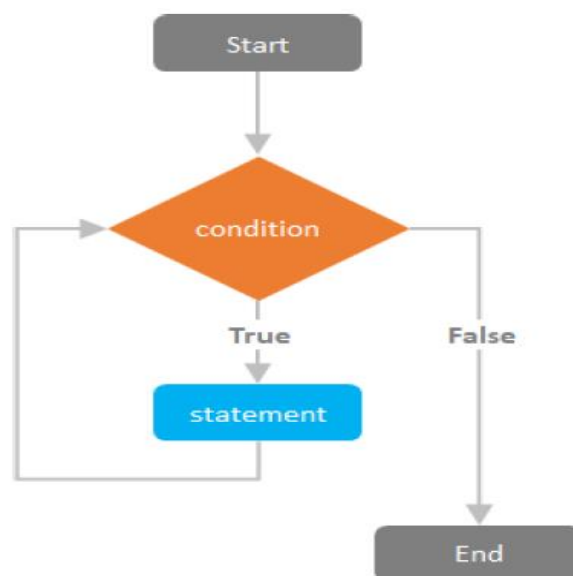 Start
condition
True
False
statement
End